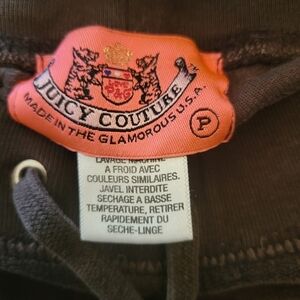 JUICY COUTURE
MADE IN THE GLAMOROUS U.S.A.
P
LAVAGE MACHINE
A FROID AVEC
COULEURS SIMILAIRES.
JAVEL INTERDITE
SECHAGE A BASSE
TEMPERATURE, RETIRER
RAPIDEMENT DU
SECHE-LINGE